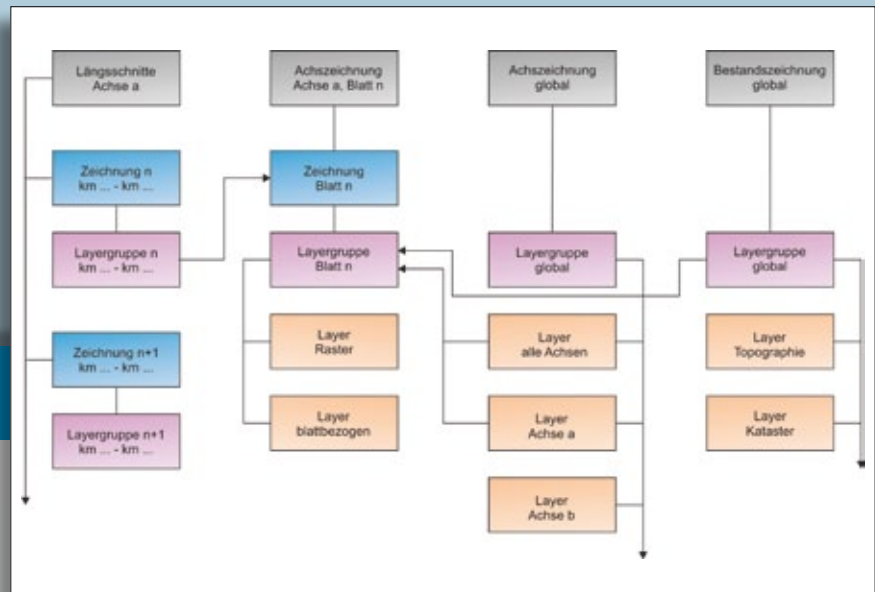 Längsschnitte
Achse a
Achszeichnung
Achse a, Blatt n
Achszeichnung
global
Bestandszeichnung
global
Zeichnung n
km ... - km ...
Zeichnung
Blatt n
Layergruppe n
km ... - km ...
Layergruppe
Blatt n
Layergruppe
global
Layergruppe
global
Layer
Raster
Layer
alle Achsen
Layer
Topographie
Zeichnung n+1
km ... - km ...
Layer
blattbezogen
Layer
Achse a
Layer
Kataster
Layergruppe n+1
km ... - km ...
Layer
Achse b